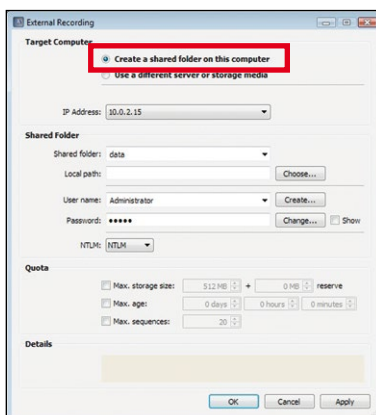 External Recording
Target Computer
Create a shared folder on this computer
Use a different server or storage media
IP Address: 10.0.2.15
Shared Folder
Shared folder: data
Local path: Choose...
User name: Administrator Create...
Password: ••••• Change... Show
NTLM: NTLM
Quota
Max. storage size: 512 MB + 0 MB reserve
Max. age: 0 days 0 hours 0 minutes
Max. sequences: 20
Details
OK Cancel Apply